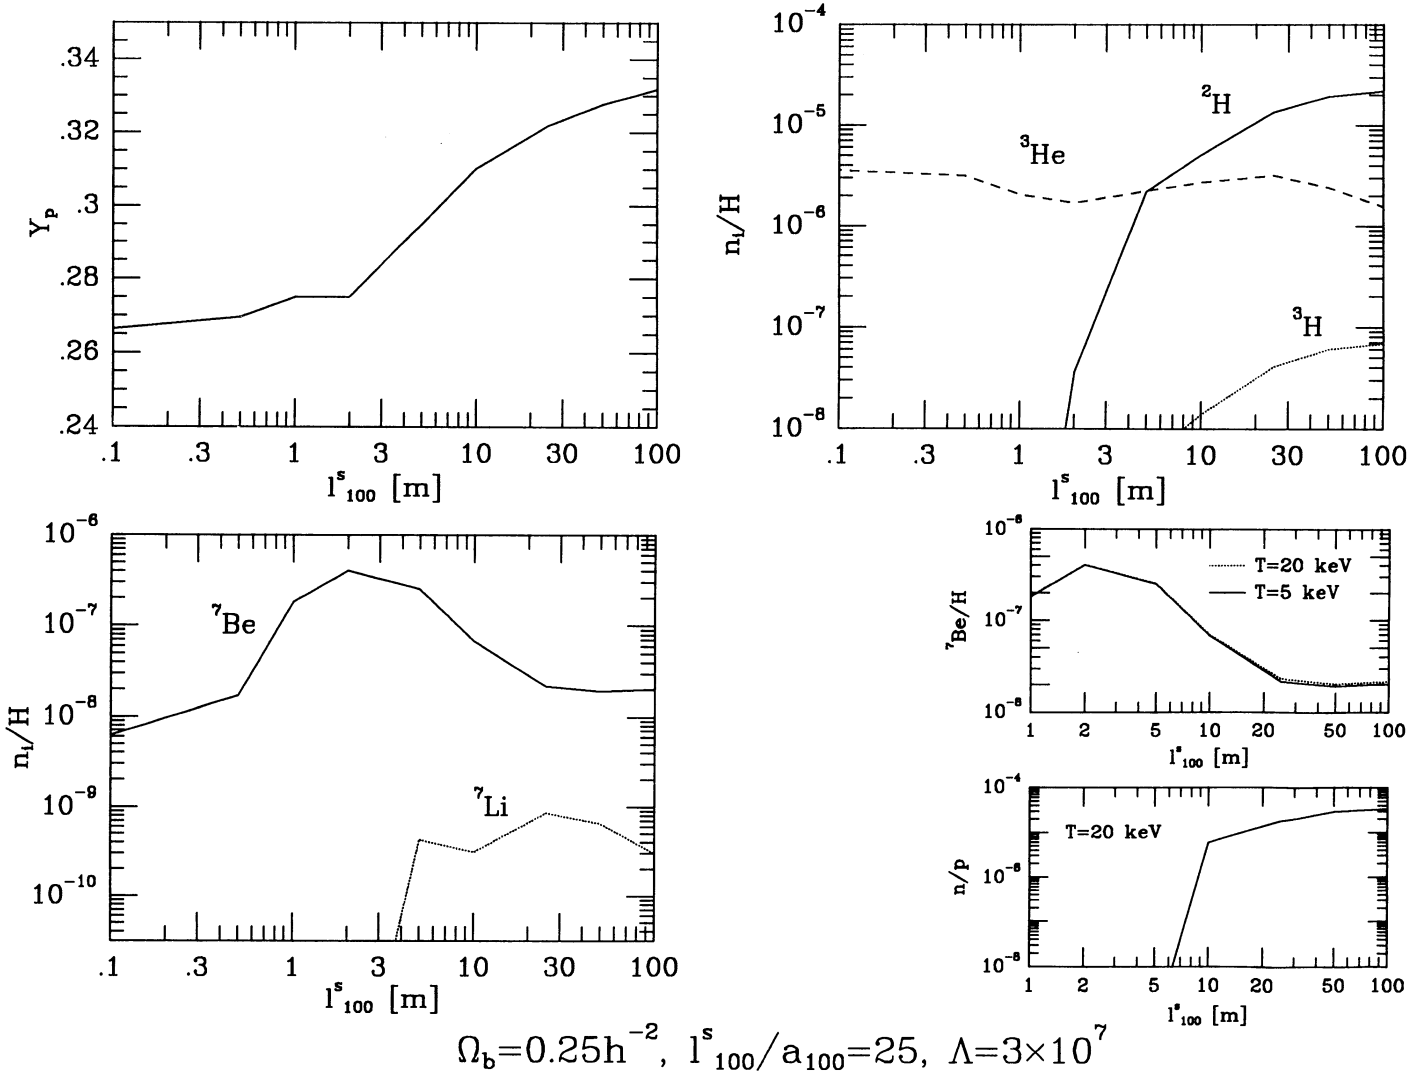 .34
.32
.3
.28
.26
.24
Y_p
.1 .3 1 3 10 30 100
l^s_100 [m]
10^-4
10^-5
10^-6
10^-7
10^-8
n_i/H
^2H
^3He
^3H
.1 .3 1 3 10 30 100
l^s_100 [m]
10^-6
10^-7
10^-8
10^-9
10^-10
n_i/H
^7Be
^7Li
.1 .3 1 3 10 30 100
l^s_100 [m]
10^-6
10^-7
10^-8
^7Be/H
T=20 keV
T=5 keV
1 2 5 10 20 50 100
l^s_100 [m]
10^-4
10^-6
10^-8
n/p
T=20 keV
1 2 5 10 20 50 100
l^s_100 [m]
Ω_b=0.25h^-2, l^s_100/a_100=25, Λ=3×10^7